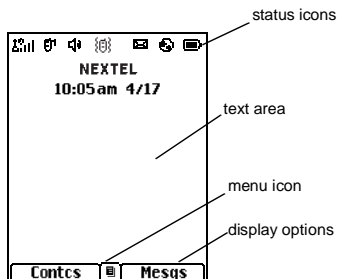 status icons
NEXTEL
10:05am 4/17
text area
menu icon
display options
Contcs Mesgs